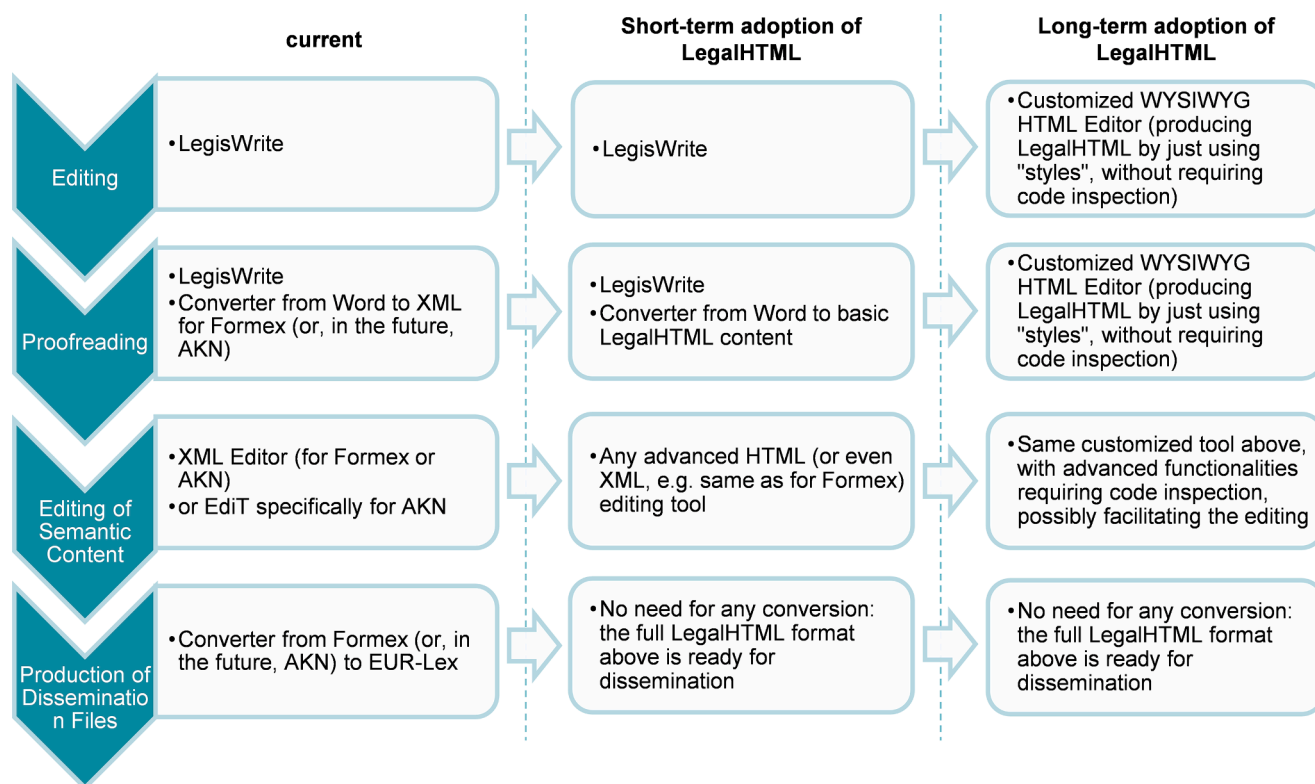 current
Short-term adoption of
LegalHTML
Long-term adoption of
LegalHTML
Editing
•LegisWrite
•LegisWrite
•Customized WYSIWYG
HTML Editor (producing
LegalHTML by just using
"styles", without requiring
code inspection)
Proofreading
•LegisWrite
•Converter from Word to XML
for Formex (or, in the future,
AKN)
•LegisWrite
•Converter from Word to basic
LegalHTML content
•Customized WYSIWYG
HTML Editor (producing
LegalHTML by just using
"styles", without requiring
code inspection)
Editing of
Semantic
Content
•XML Editor (for Formex or
AKN)
•or EdiT specifically for AKN
•Any advanced HTML (or even
XML, e.g. same as for Formex)
editing tool
•Same customized tool above,
with advanced functionalities
requiring code inspection,
possibly facilitating the editing
Production of
Disseminatio
n Files
•Converter from Formex (or, in
the future, AKN) to EUR-Lex
•No need for any conversion:
the full LegalHTML format
above is ready for
dissemination
•No need for any conversion:
the full LegalHTML format
above is ready for
dissemination